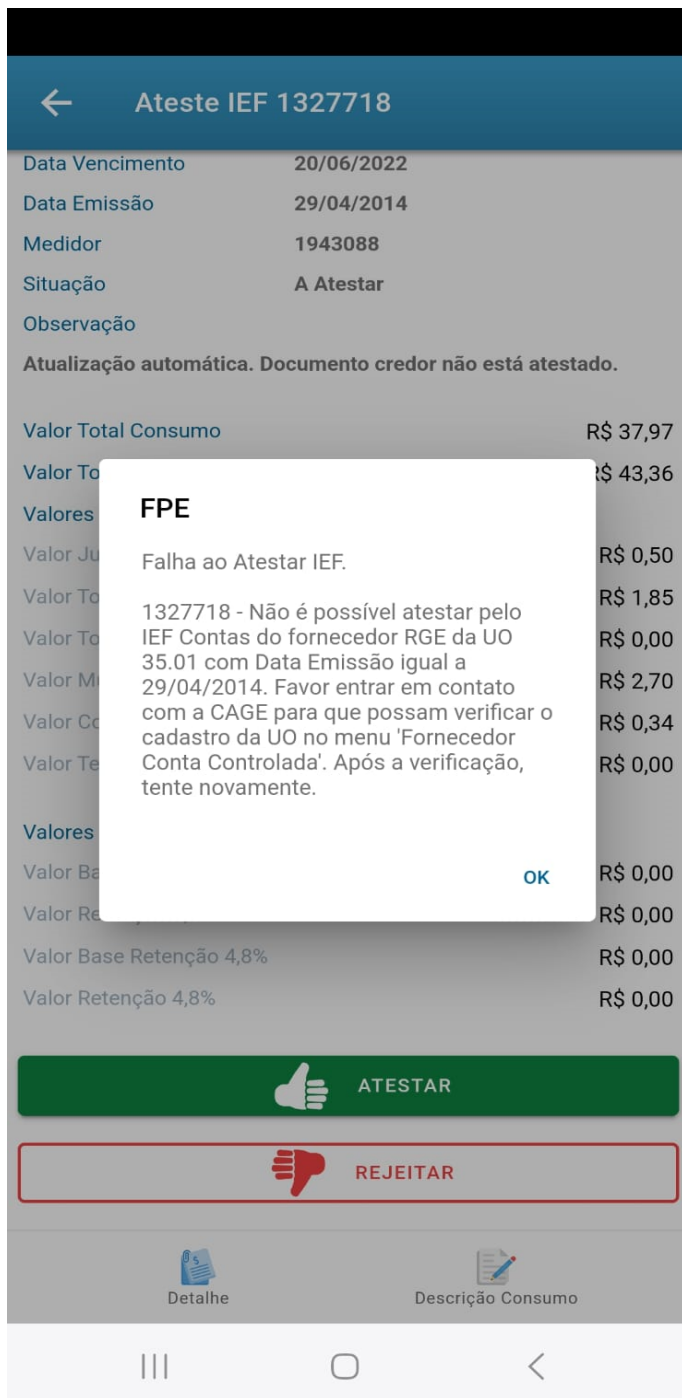 Ateste IEF 1327718
Data Vencimento 20/06/2022
Data Emissão 29/04/2014
Medidor 1943088
Situação A Atestar
Observação
Atualização automática. Documento credor não está atestado.
Valor Total Consumo R$ 37,97
Valor To R$ 43,36
Valores
Valor Ju R$ 0,50
Valor To R$ 1,85
Valor To R$ 0,00
Valor Mu R$ 2,70
Valor Co R$ 0,34
Valor Te R$ 0,00
Valores
Valor Ba R$ 0,00
Valor Re R$ 0,00
Valor Base Retenção 4,8% R$ 0,00
Valor Retenção 4,8% R$ 0,00
FPE
Falha ao Atestar IEF.
1327718 - Não é possível atestar pelo
IEF Contas do fornecedor RGE da UO
35.01 com Data Emissão igual a
29/04/2014. Favor entrar em contato
com a CAGE para que possam verificar o
cadastro da UO no menu 'Fornecedor
Conta Controlada'. Após a verificação,
tente novamente.
OK
ATESTAR
REJEITAR
Detalhe Descrição Consumo